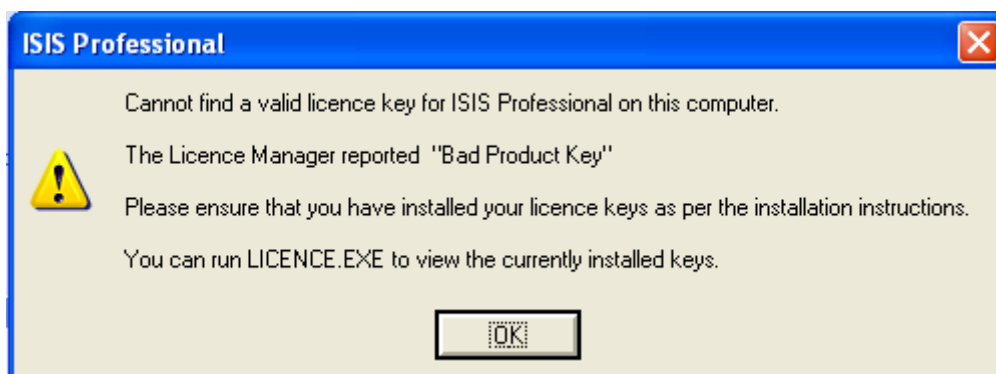 ISIS Professional
Cannot find a valid licence key for ISIS Professional on this computer.
The Licence Manager reported  "Bad Product Key"
Please ensure that you have installed your licence keys as per the installation instructions.
You can run LICENCE.EXE to view the currently installed keys.
OK